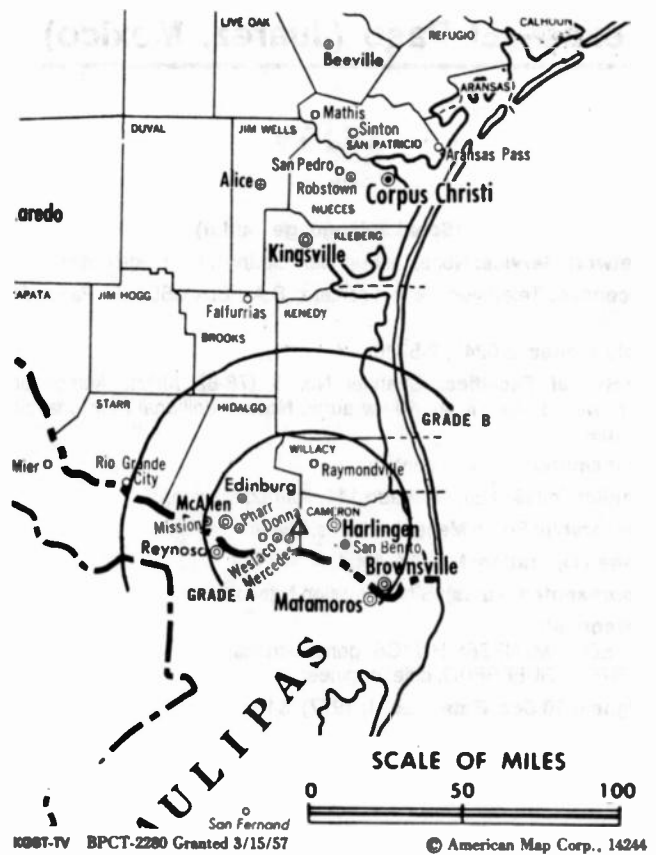 LIVE OAK
CALHOUN
REFUGIO
Beeville
ARANSAS
Mathis
DUVAL
JIM WELLS
Sinton
SAN PATRICIO
Aransas Pass
San Pedro
Alice
Robstown
Corpus Christi
NUECES
aredo
KLEBERG
Kingsville
APATA
JIM HOGG
Falfurrias
KENEDY
BROOKS
STARR
HIDALGO
GRADE B
WILLACY
Mier
Rio Grande
City
Raymondville
Edinburg
McAllen
Pharr
Donna
CAMERON
Mission
Harlingen
San Benito
Reynosa
Weslaco
Mercedes
Brownsville
GRADE A
Matamoros
AULIPAS
SCALE OF MILES
0 50 100
San Fernand
KGBT-TV BPCT-2280 Granted 3/15/57
© American Map Corp., 14244